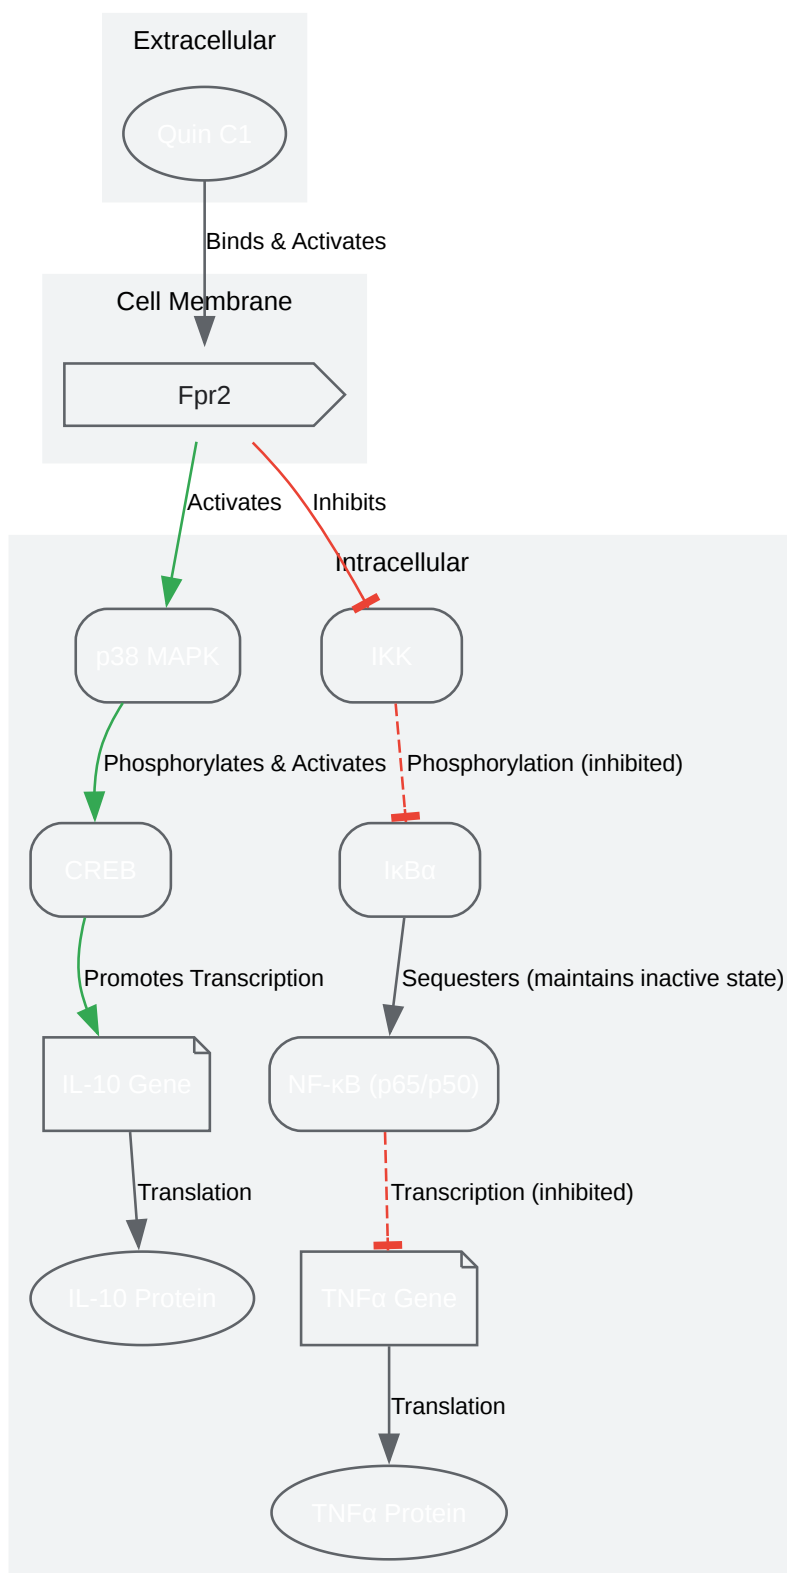 Extracellular
Quin C1
Binds & Activates
Cell Membrane
Fpr2
Activates
Inhibits
Intracellular
p38 MAPK
IKK
Phosphorylates & Activates
Phosphorylation (inhibited)
CREB
IκBα
Promotes Transcription
Sequesters (maintains inactive state)
IL-10 Gene
NF-κB (p65/p50)
Translation
Transcription (inhibited)
IL-10 Protein
TNFα Gene
Translation
TNFα Protein